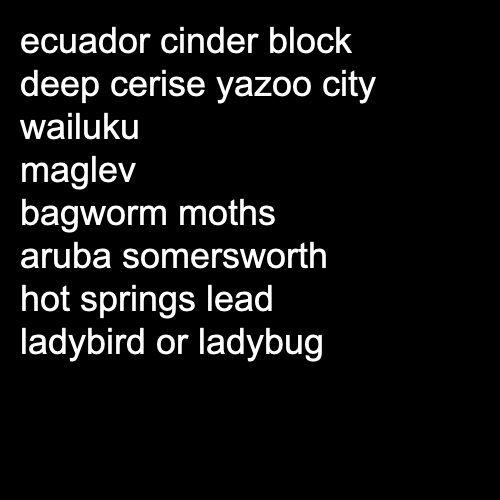 ecuador cinder block
deep cerise yazoo city
wailuku
maglev
bagworm moths
aruba somersworth
hot springs lead
ladybird or ladybug